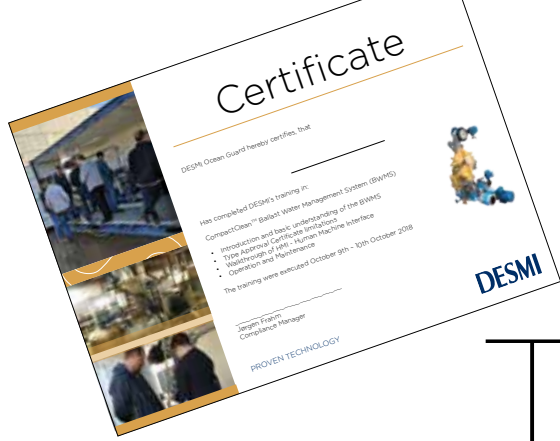 Certificate
DESMI Ocean Guard hereby certifies, that
Has completed DESMI's training in:
CompactClean™ Ballast Water Management System (BWMS)
• Introduction and basic understanding of the BWMS
• Type Approval Certificate limitations
• Walkthrough of HMI - Human Machine Interface
• Operation and Maintenance
The training were executed October 9th - 10th October 2018
Jørgen Frahm
Compliance Manager
PROVEN TECHNOLOGY
DESMI